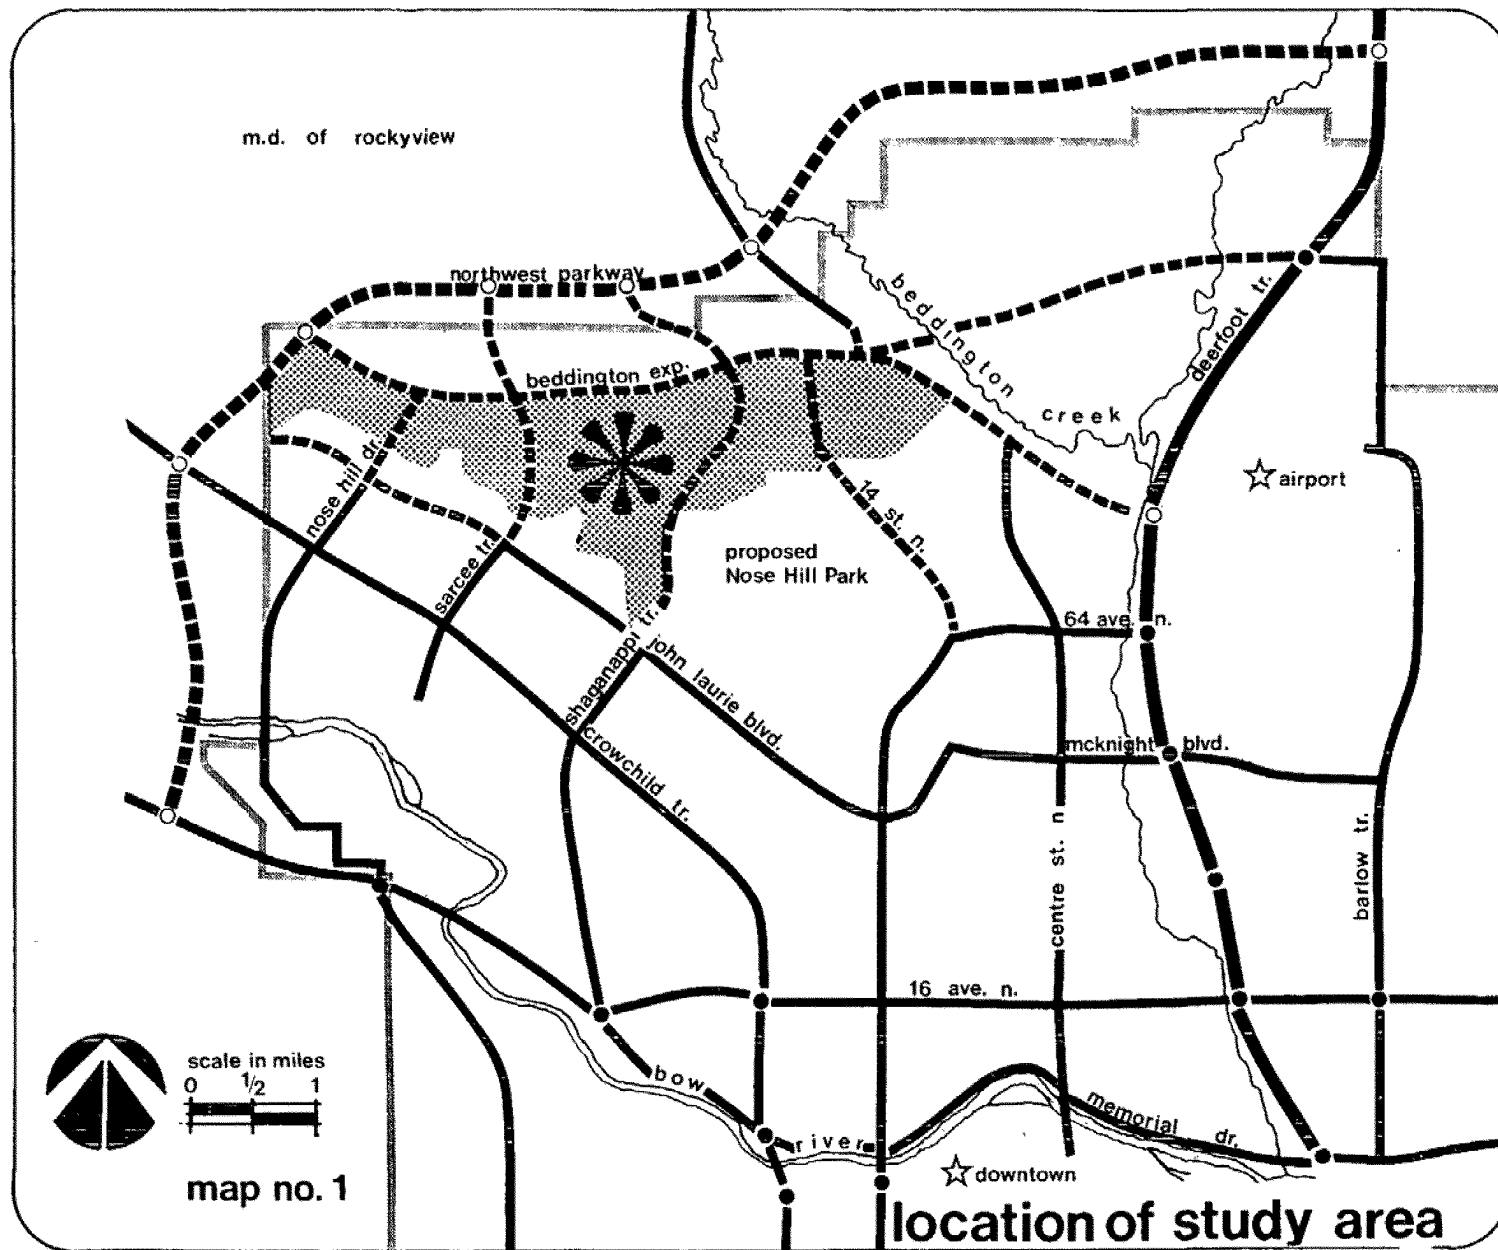 m.d. of rockyview
northwest parkway
beddington exp.
beddington
creek
deerfoot tr.
airport
nose hill dr.
sarcee tr.
14 st. n.
proposed
Nose Hill Park
64 ave. n.
shaganappi tr.
john laurie blvd.
crowchild tr.
mcknight blvd.
centre st. n
barlow tr.
16 ave. n.
scale in miles
0 1/2 1
bow
river
memorial dr.
downtown
map no. 1
location of study area